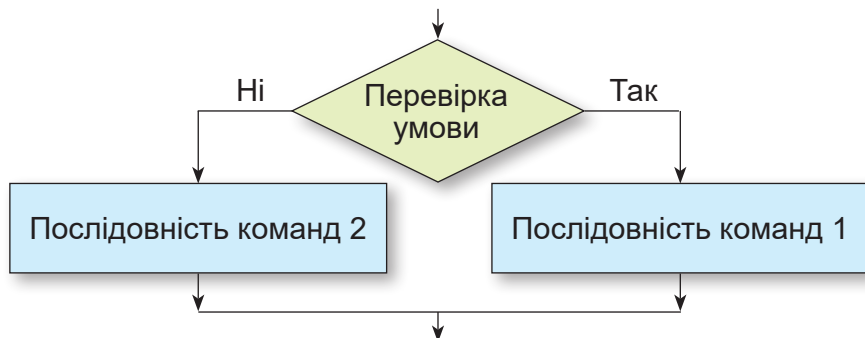 Ні
Перевірка
умови
Так
Послідовність команд 2
Послідовність команд 1